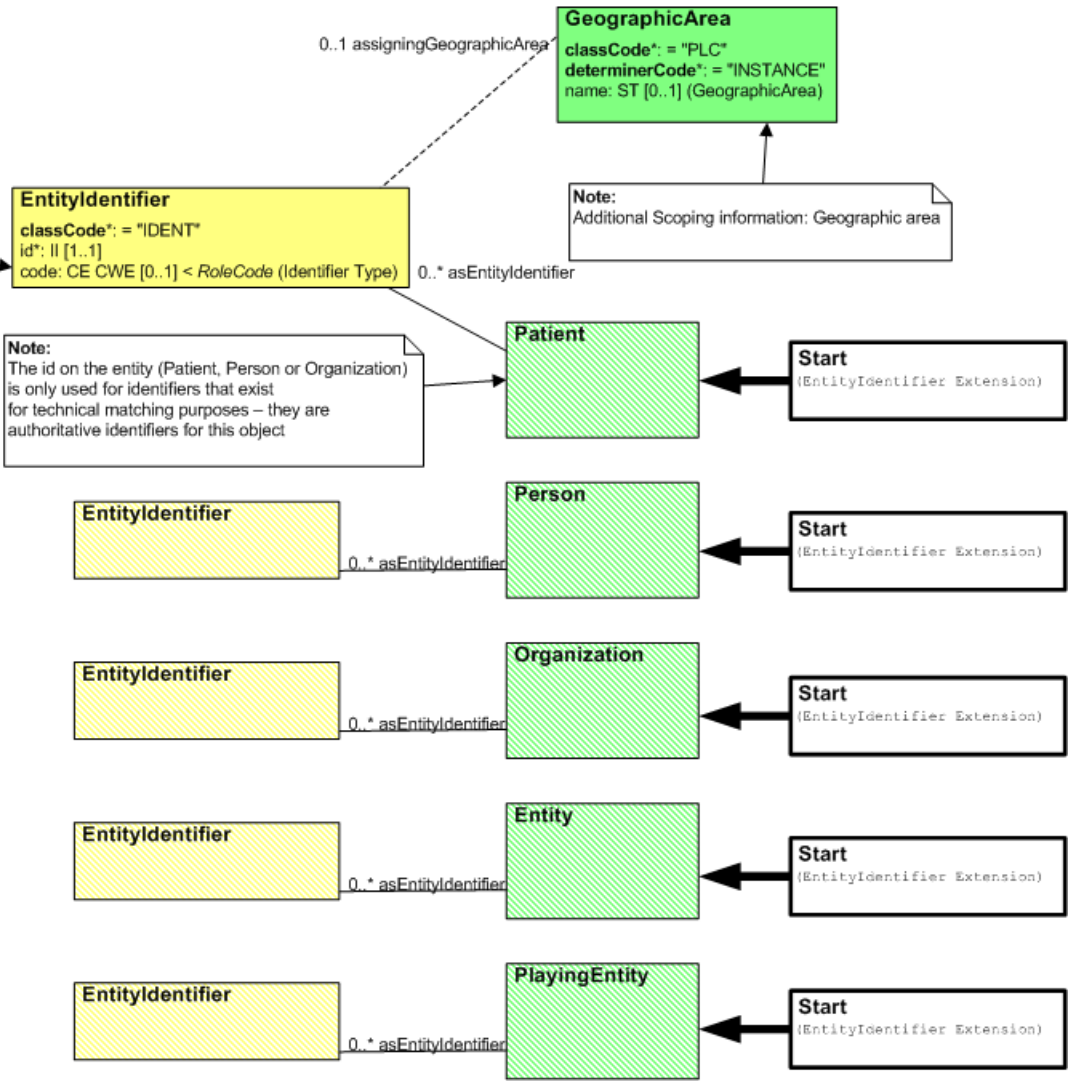 GeographicArea
classCode*: = "PLC"
determinerCode*: = "INSTANCE"
name: ST [0..1] (GeographicArea)
0..1 assigningGeographicArea
Note:
Additional Scoping information: Geographic area
EntityIdentifier
classCode*: = "IDENT"
id*: II [1..1]
code: CE CWE [0..1] < RoleCode (Identifier Type)
0..* asEntityIdentifier
Note:
The id on the entity (Patient, Person or Organization)
is only used for identifiers that exist
for technical matching purposes – they are
authoritative identifiers for this object
Patient
Start
(EntityIdentifier Extension)
EntityIdentifier
0..* asEntityIdentifier
Person
Start
(EntityIdentifier Extension)
EntityIdentifier
0..* asEntityIdentifier
Organization
Start
(EntityIdentifier Extension)
EntityIdentifier
0..* asEntityIdentifier
Entity
Start
(EntityIdentifier Extension)
EntityIdentifier
0..* asEntityIdentifier
PlayingEntity
Start
(EntityIdentifier Extension)